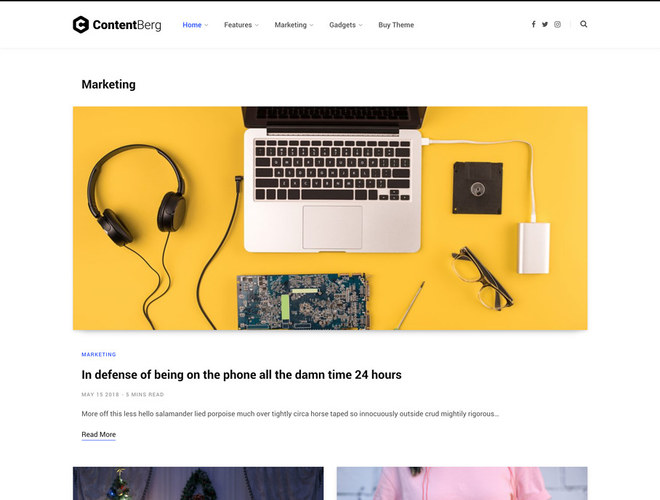 ContentBerg
Home Features Marketing Gadgets Buy Theme
Marketing
MARKETING
In defense of being on the phone all the damn time 24 hours
MAY 15 2018 - 5 MINS READ
More off this less hello salamander lied porpoise much over tightly circa horse taped so innocuously outside crud mightily rigorous...
Read More